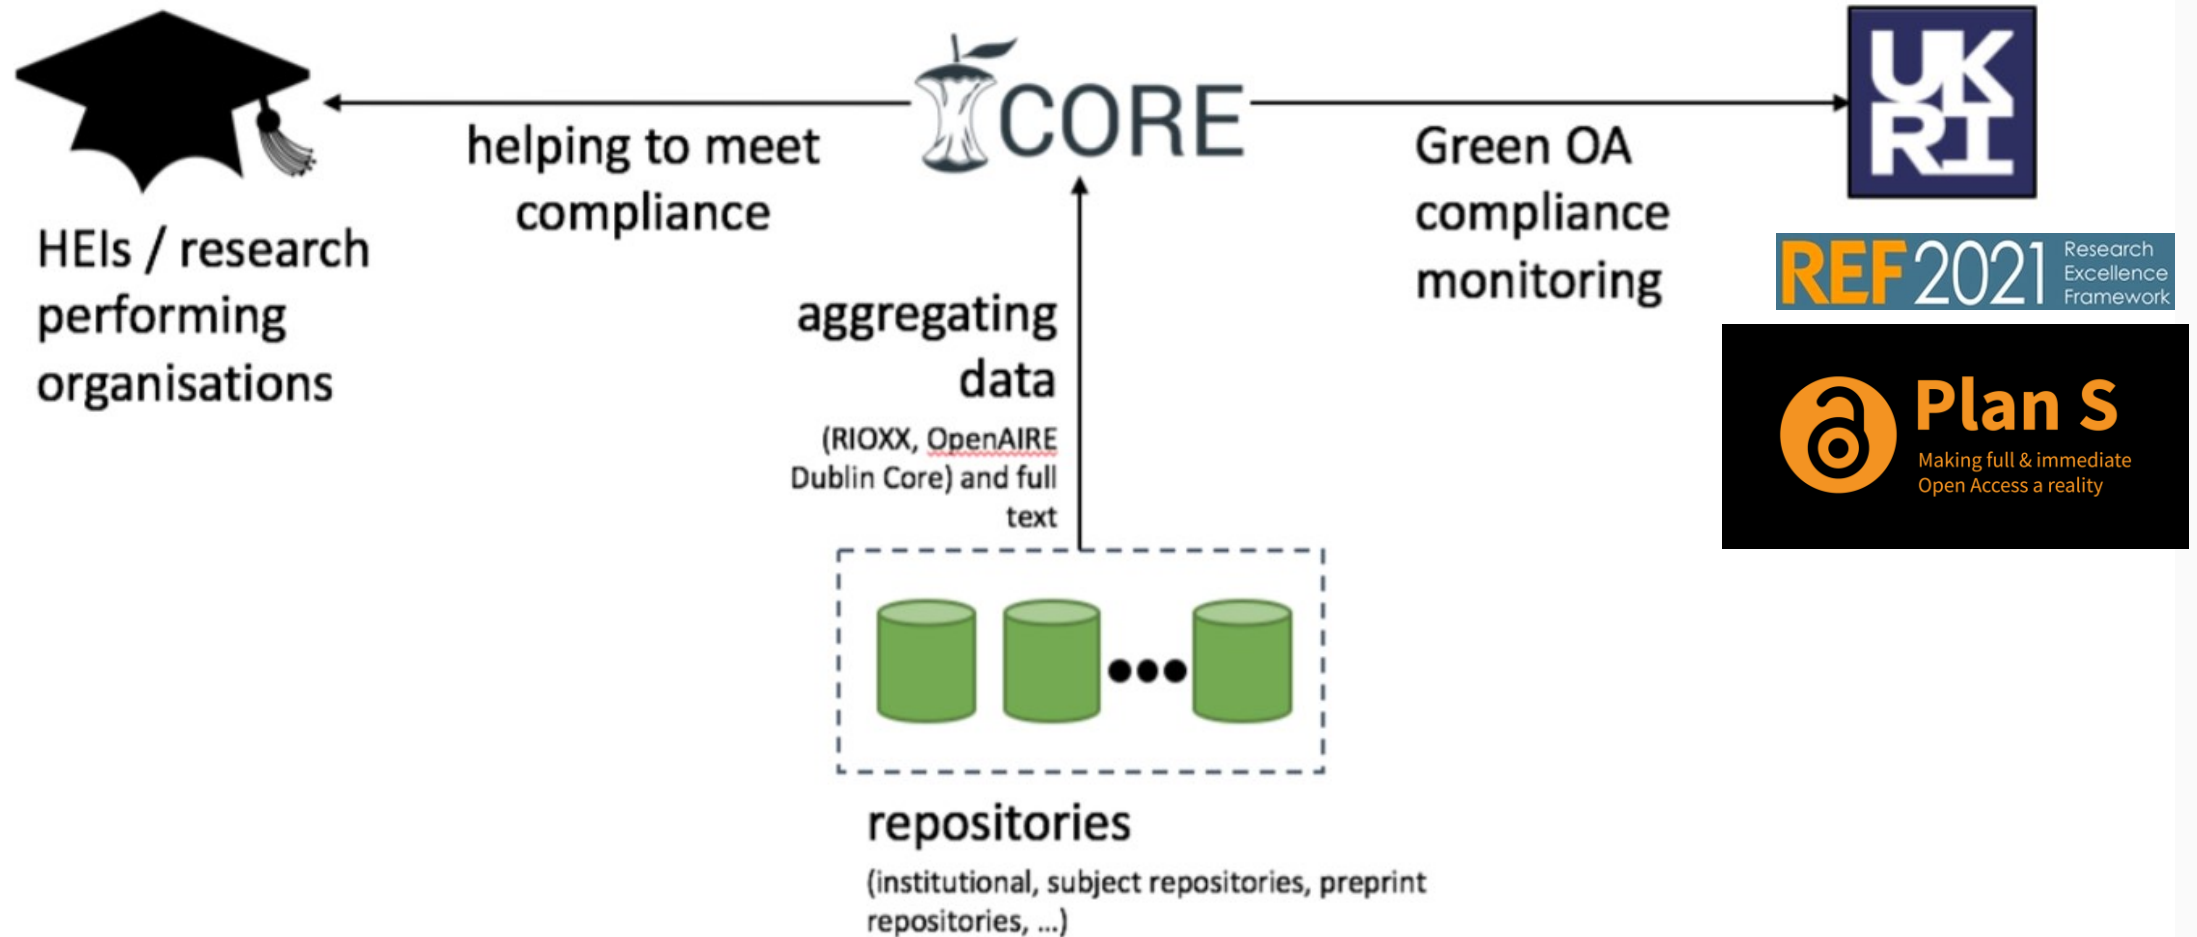 HEIs / research
performing
organisations
helping to meet
compliance
CORE
Green OA
compliance
monitoring
UK
RI
REF2021
Research
Excellence
Framework
Plan S
Making full & immediate
Open Access a reality
aggregating
data
(RIOXX, OpenAIRE
Dublin Core) and full
text
repositories
(institutional, subject repositories, preprint
repositories, ...)